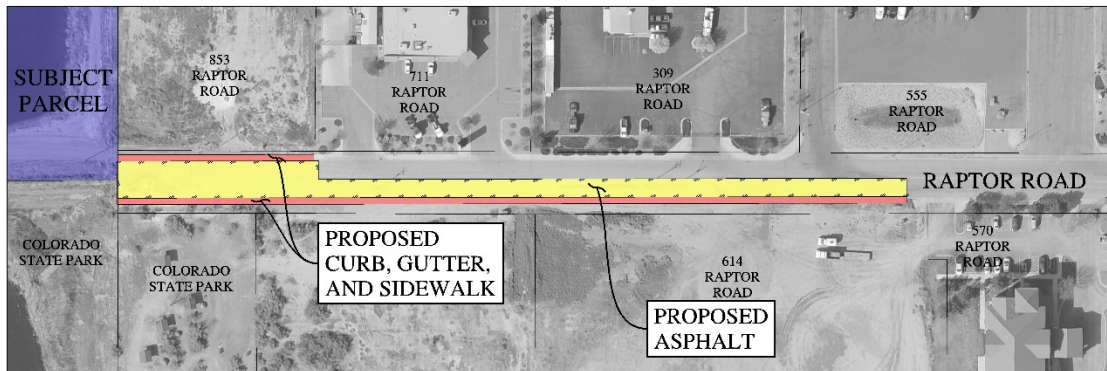 SUBJECT
PARCEL
853
RAPTOR
ROAD
711
RAPTOR
ROAD
309
RAPTOR
ROAD
555
RAPTOR
ROAD
RAPTOR ROAD
COLORADO
STATE PARK
COLORADO
STATE PARK
PROPOSED
CURB, GUTTER,
AND SIDEWALK
614
RAPTOR
ROAD
PROPOSED
ASPHALT
570
RAPTOR
ROAD